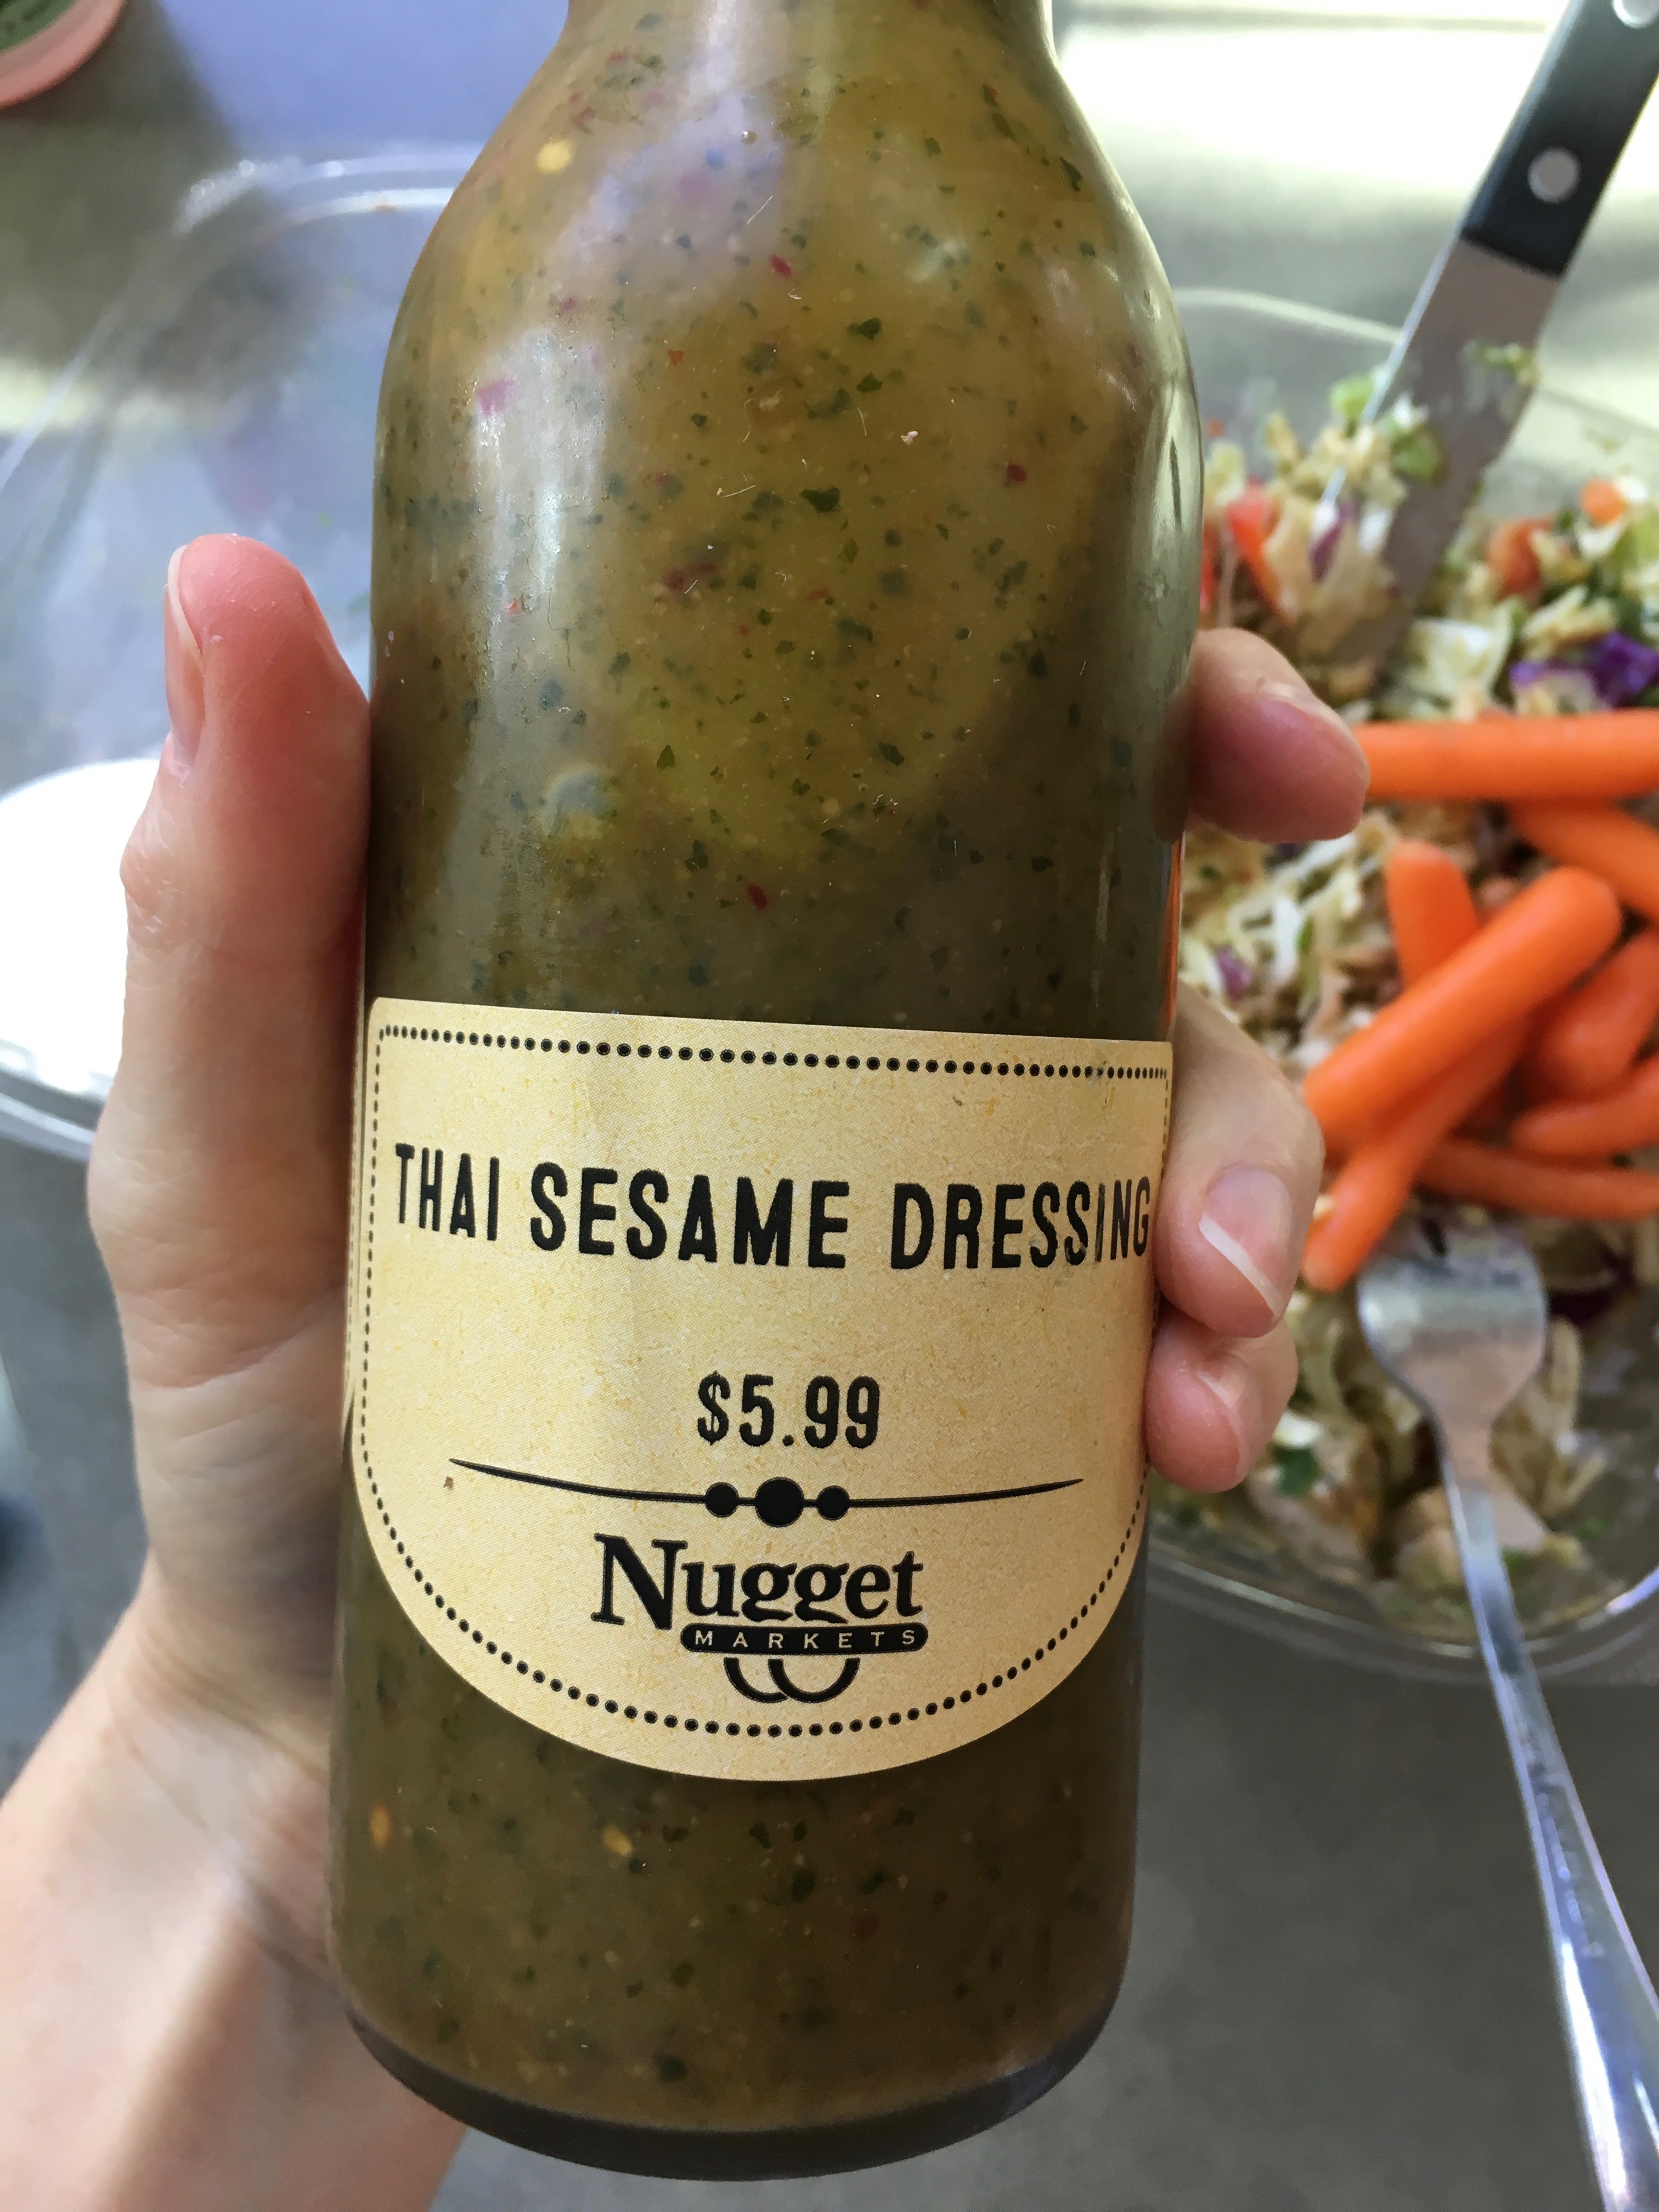 THAI SESAME DRESSING
$5.99
Nugget
MARKETS